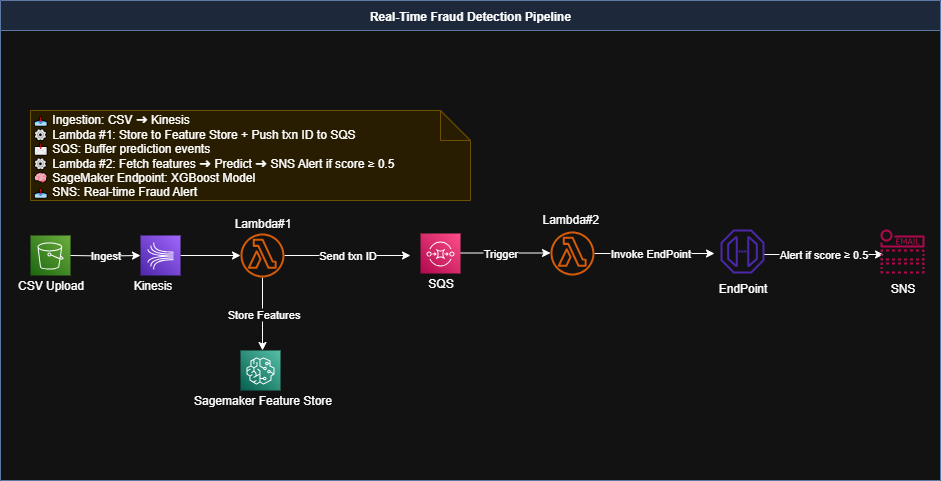 Real-Time Fraud Detection Pipeline
📥 Ingestion: CSV ➔ Kinesis
⚙️ Lambda #1: Store to Feature Store + Push txn ID to SQS
📩 SQS: Buffer prediction events
⚙️ Lambda #2: Fetch features ➔ Predict ➔ SNS Alert if score ≥ 0.5
🧠 SageMaker Endpoint: XGBoost Model
📤 SNS: Real-time Fraud Alert
Lambda#1
Lambda#2
EMAIL
Ingest
Send txn ID
Trigger
Invoke EndPoint
Alert if score ≥ 0.5
CSV Upload
Kinesis
SQS
EndPoint
SNS
Store Features
Sagemaker Feature Store